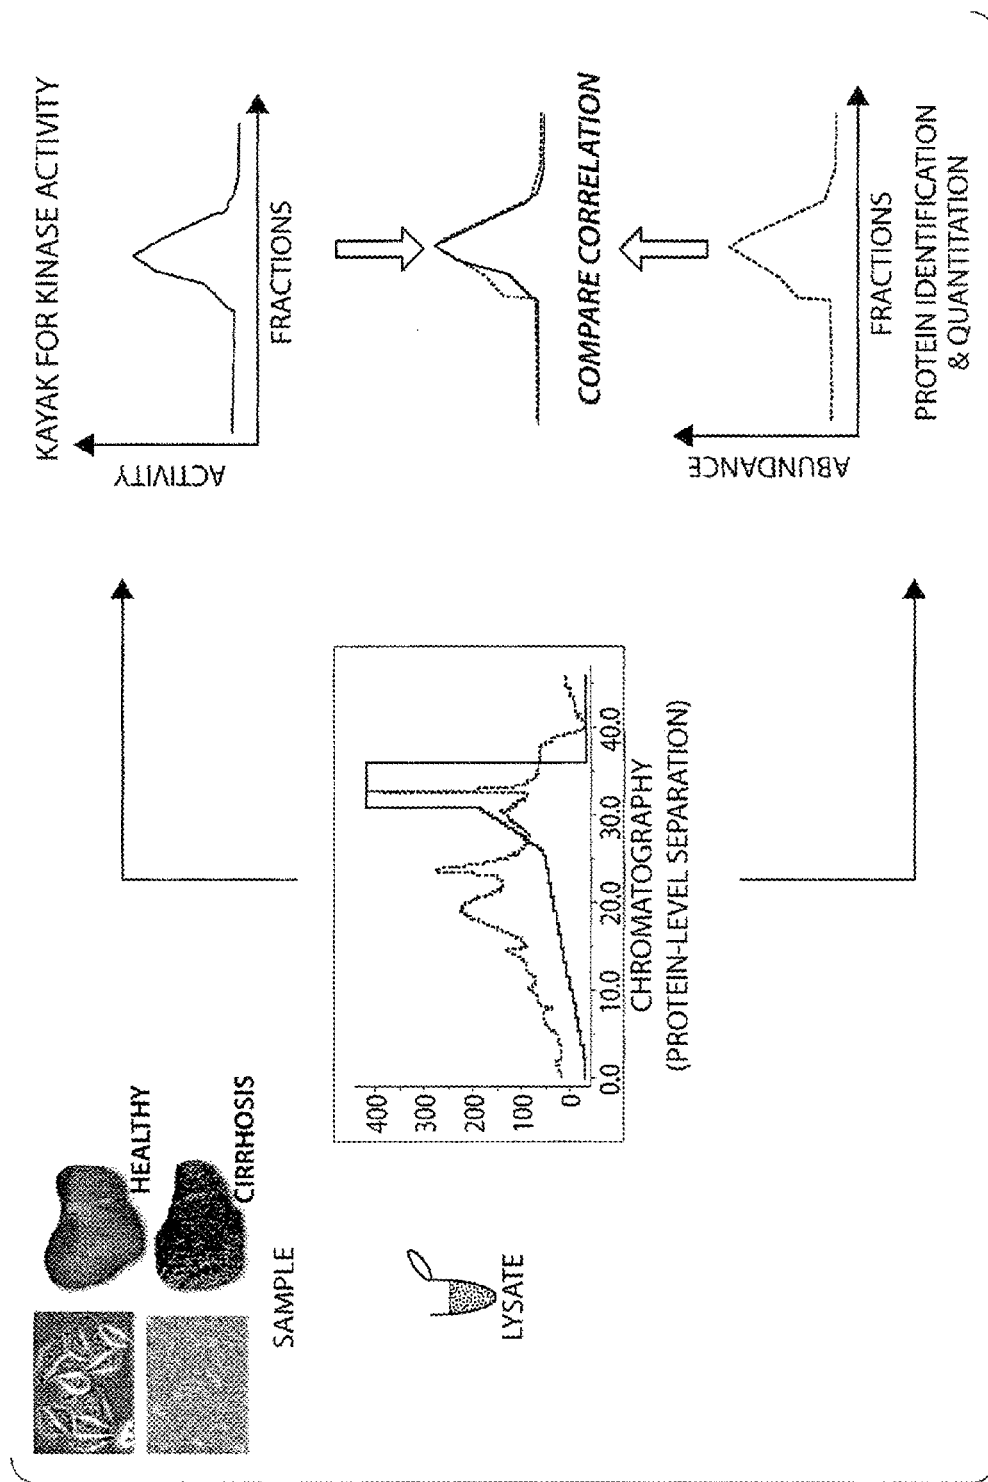 HEALTHY
CIRRHOSIS
SAMPLE
LYSATE
400
300
200
100
0
0.0 10.0 20.0 30.0 40.0
CHROMATOGRAPHY
(PROTEIN-LEVEL SEPARATION)
KAYAK FOR KINASE ACTIVITY
ACTIVITY
FRACTIONS
COMPARE CORRELATION
ABUNDANCE
FRACTIONS
PROTEIN IDENTIFICATION
& QUANTITATION